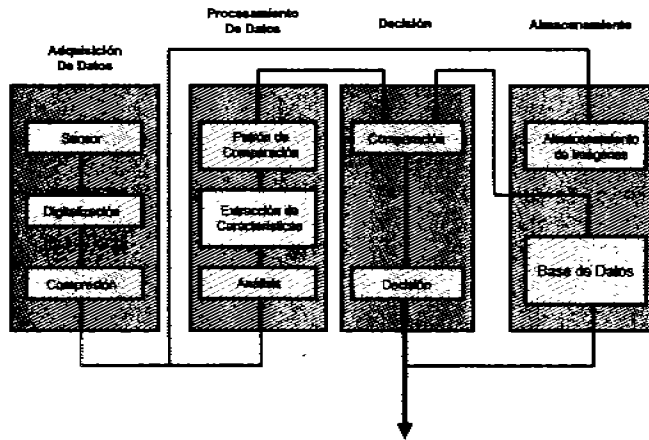 Adquisición
De Datos
Procesamiento
De Datos
Decisión
Almacenamiento
Sensor
Digitalización
Compresión
Patrón de
Comparación
Extracción de
Características
Análisis
Comparación
Decisión
Almacenamiento
de Imágenes
Base de Datos